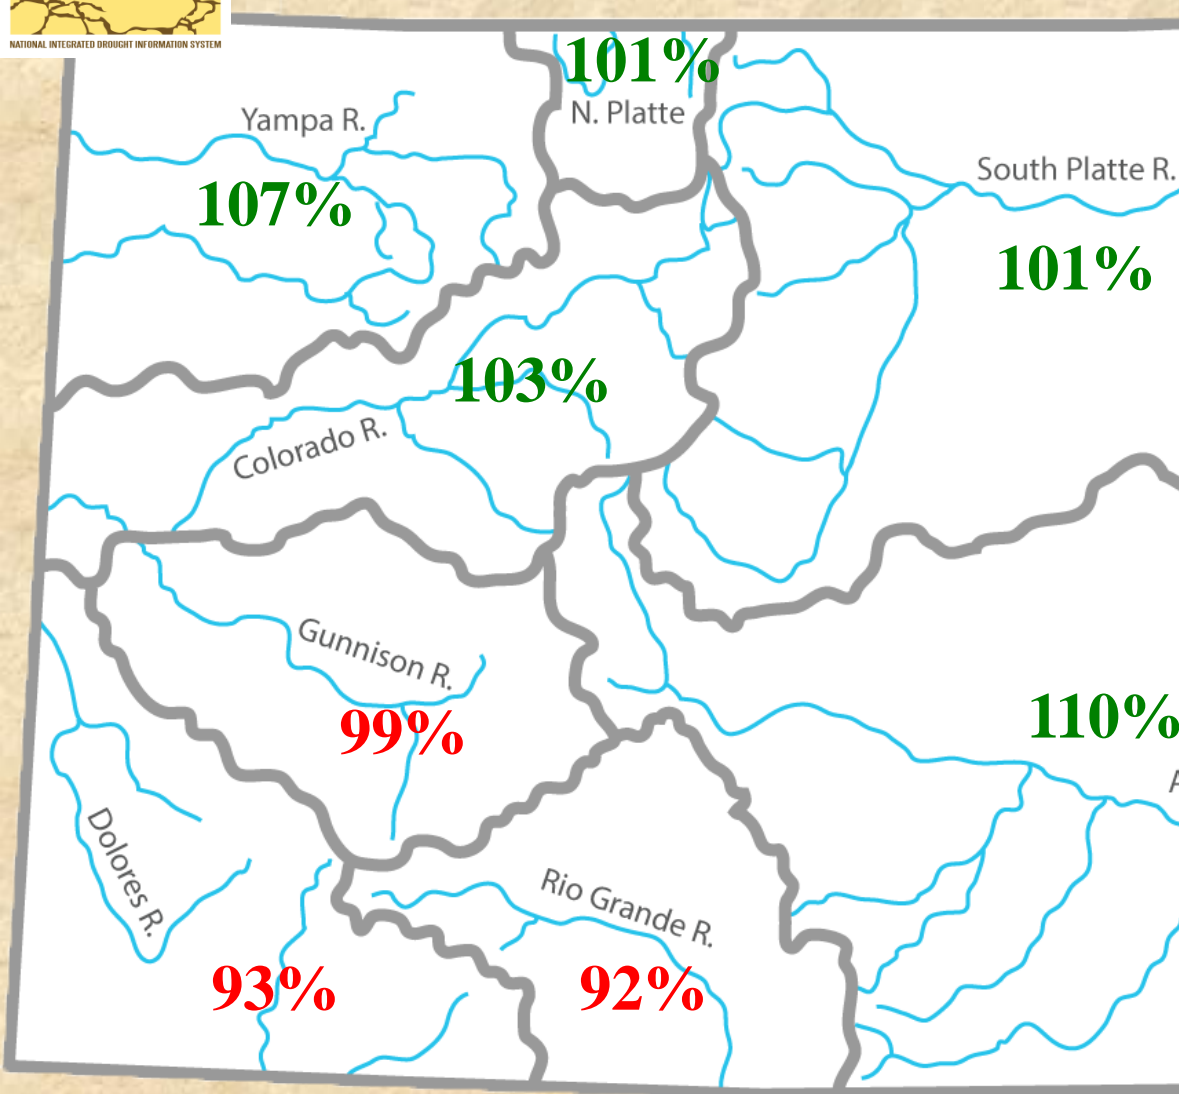 NATIONAL INTEGRATED DROUGHT INFORMATION SYSTEM
101%
N. Platte
Yampa R.
107%
South Platte R.
101%
103%
Colorado R.
Gunnison R.
99%
110%
A
Dolores R.
Rio Grande R.
93%
92%